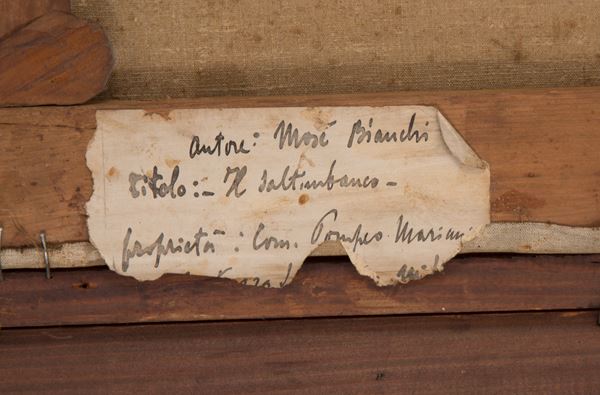 Autore: Mosè Bianchi
Titolo:- Il Saltimbanco-
proprietà: Com. Pompeo Mariani